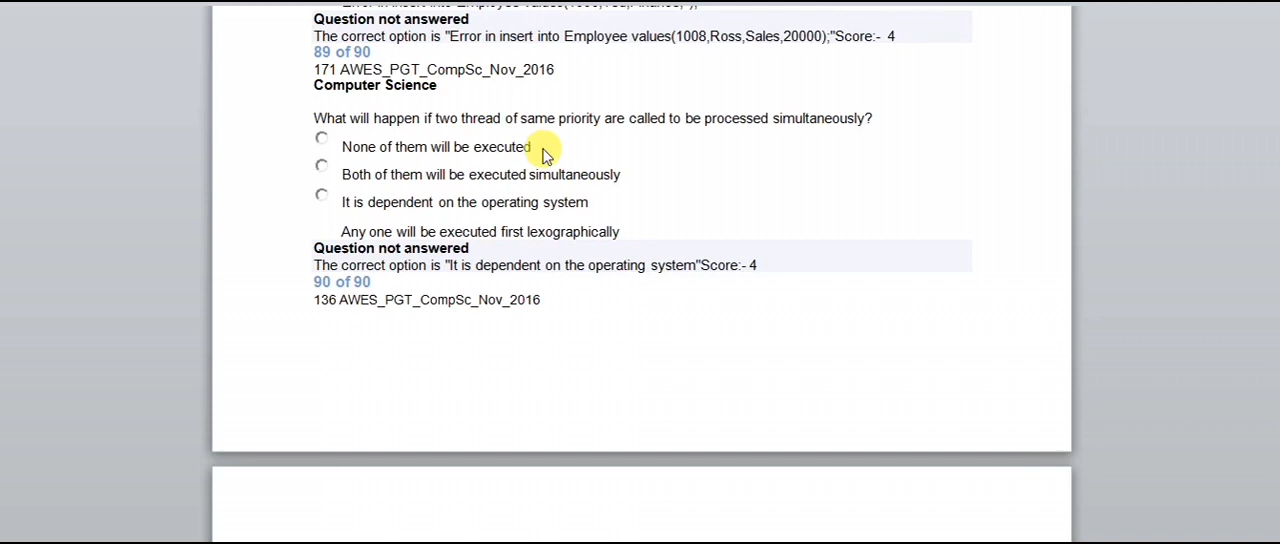 Question not answered
The correct option is "Error in insert into Employee values(1008,Ross,Sales,20000);"Score:- 4
89 of 90
171 AWES_PGT_CompSc_Nov_2016
Computer Science
What will happen if two thread of same priority are called to be processed simultaneously?
None of them will be executed
Both of them will be executed simultaneously
It is dependent on the operating system
Any one will be executed first lexographically
Question not answered
The correct option is "It is dependent on the operating system"Score:- 4
90 of 90
136 AWES_PGT_CompSc_Nov_2016